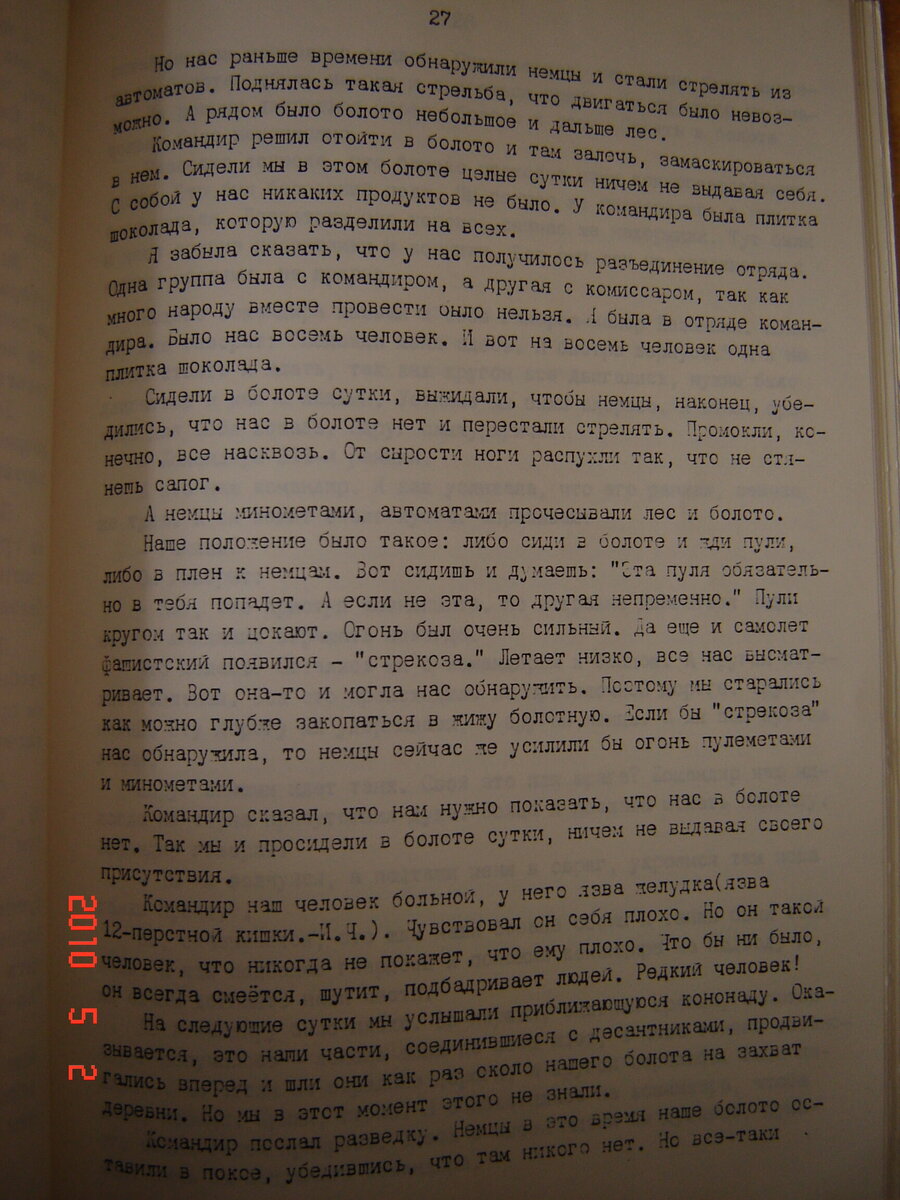 27
Но нас раньше времени обнаружили немцы и стали стрелять из
автоматов. Поднялась такая стрельба, что двигаться было невоз-
можно. А рядом было болото небольшое и дальше лес.
Командир решил отойти в болото и там залечь, замаскироваться
в нем. Сидели мы в этом болоте целые сутки ничем не выдавая себя.
С собой у нас никаких продуктов не было. У командира была плитка
шоколада, которую разделили на всех.
Я забыла сказать, что у нас получилось разъединение отряда.
Одна группа была с командиром, а другая с комиссаром, так как
много народу вместе провести было нельзя. Я была в отряде коман-
дира. Было нас восемь человек. И вот на восемь человек одна
плитка шоколада.
Сидели в болоте сутки, выжидали, чтобы немцы, наконец, убе-
дились, что нас в болоте нет и перестали стрелять. Промокли, ко-
нечно, все насквозь. От сырости ноги распухли так, что не стя-
нешь сапог.
А немцы минометами, автоматами прочесывали лес и болото.
Наше положение было такое: либо сиди в болоте и жди пули,
либо в плен к немцам. Вот сидишь и думаешь: "Эта пуля обязатель-
но в тебя попадет. А если не эта, то другая непременно." Пули
кругом так и цокают. Огонь был очень сильный. Да еще и самолет
фашистский появился - "стрекоза." Летает низко, все нас высмат-
ривает. Вот она-то и могла нас обнаружить. Поэтому мы старались
как можно глубже закопаться в жижу болотную. Если бы "стрекоза"
нас обнаружила, то немцы сейчас же усилили бы огонь пулеметами
и минометами.
Командир сказал, что нам нужно показать, что нас в болоте
нет. Так мы и просидели в болоте сутки, ничем не выдавая своего
присутствия.
Командир наш человек больной, у него язва желудка(язва
12-перстной кишки.-И.Ч.). Чувствовал он себя плохо. Но он такой
человек, что никогда не покажет, что ему плохо. Что бы ни было,
он всегда смеётся, шутит, подбадривает людей. Редкий человек!
На следующие сутки мы услышали приближающуюся кононаду. Ока-
зывается, это наши части, соединившиеся с десантниками, продви-
гались вперед и шли они как раз около нашего болота на захват
деревни. Но мы в этот момент этого не знали.
Командир послал разведку. Немцы в это время наше болото ос-
тавили в покое, убедившись, что там никого нет. Но все-таки
2010 5 2